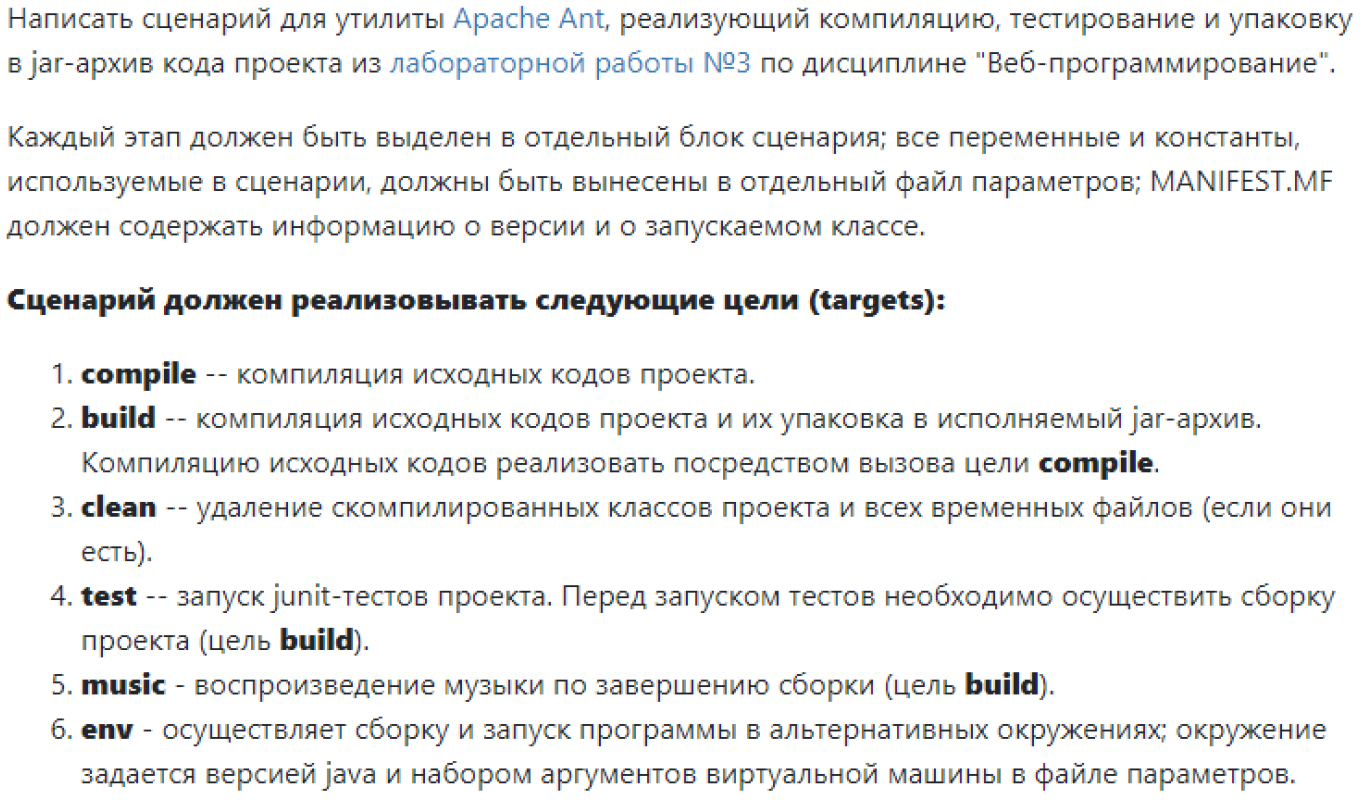 Написать сценарий для утилиты Apache Ant, реализующий компиляцию, тестирование и упаковку
в jar-архив кода проекта из лабораторной работы №3 по дисциплине "Веб-программирование".
Каждый этап должен быть выделен в отдельный блок сценария; все переменные и константы,
используемые в сценарии, должны быть вынесены в отдельный файл параметров; MANIFEST.MF
должен содержать информацию о версии и о запускаемом классе.
Сценарий должен реализовывать следующие цели (targets):
1. compile -- компиляция исходных кодов проекта.
2. build -- компиляция исходных кодов проекта и их упаковка в исполняемый jar-архив.
Компиляцию исходных кодов реализовать посредством вызова цели compile.
3. clean -- удаление скомпилированных классов проекта и всех временных файлов (если они
есть).
4. test -- запуск junit-тестов проекта. Перед запуском тестов необходимо осуществить сборку
проекта (цель build).
5. music - воспроизведение музыки по завершению сборки (цель build).
6. env - осуществляет сборку и запуск программы в альтернативных окружениях; окружение
задается версией java и набором аргументов виртуальной машины в файле параметров.